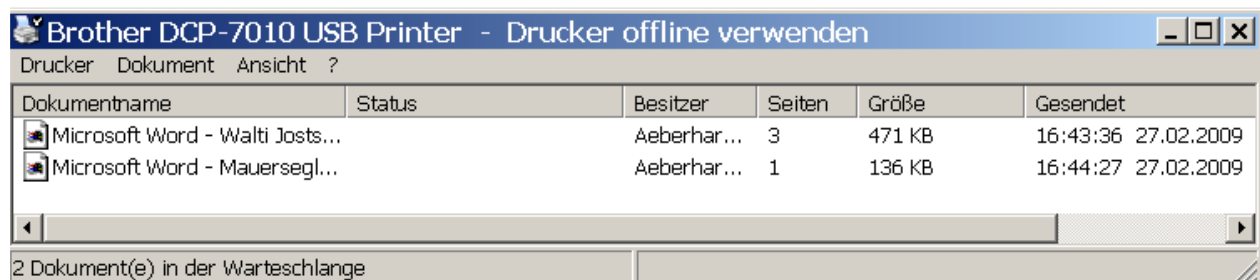 Brother DCP-7010 USB Printer - Drucker offline verwenden
Drucker Dokument Ansicht ?
Dokumentname Status Besitzer Seiten Größe Gesendet
Microsoft Word - Walti Josts... Aeberhar... 3 471 KB 16:43:36 27.02.2009
Microsoft Word - Mauersegl... Aeberhar... 1 136 KB 16:44:27 27.02.2009
2 Dokument(e) in der Warteschlange